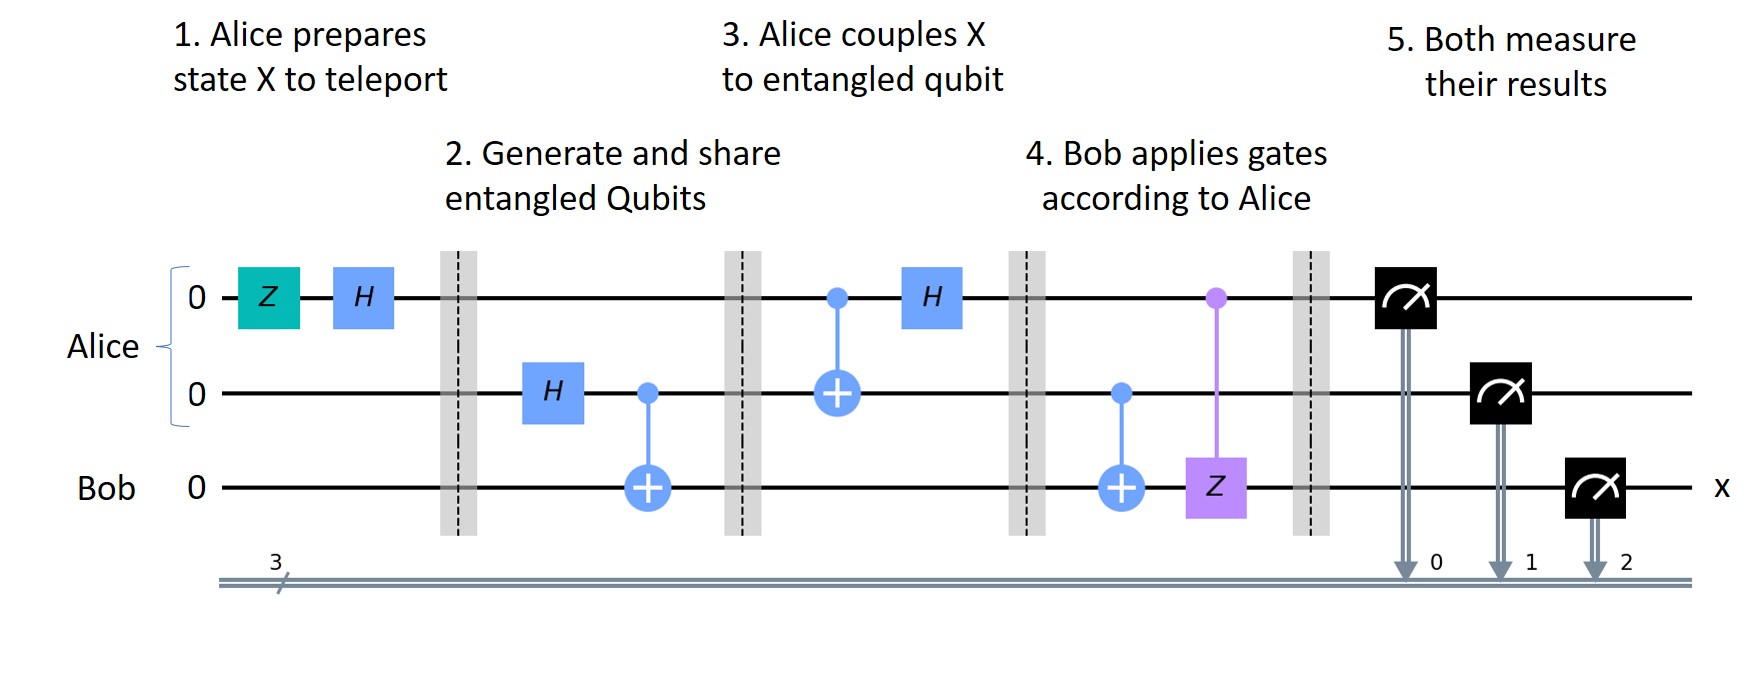 1. Alice prepares
state X to teleport
3. Alice couples X
to entangled qubit
5. Both measure
their results
2. Generate and share
entangled Qubits
4. Bob applies gates
according to Alice
0 Z H H
Alice
0 H
Bob 0 Z x
3 0 1 2